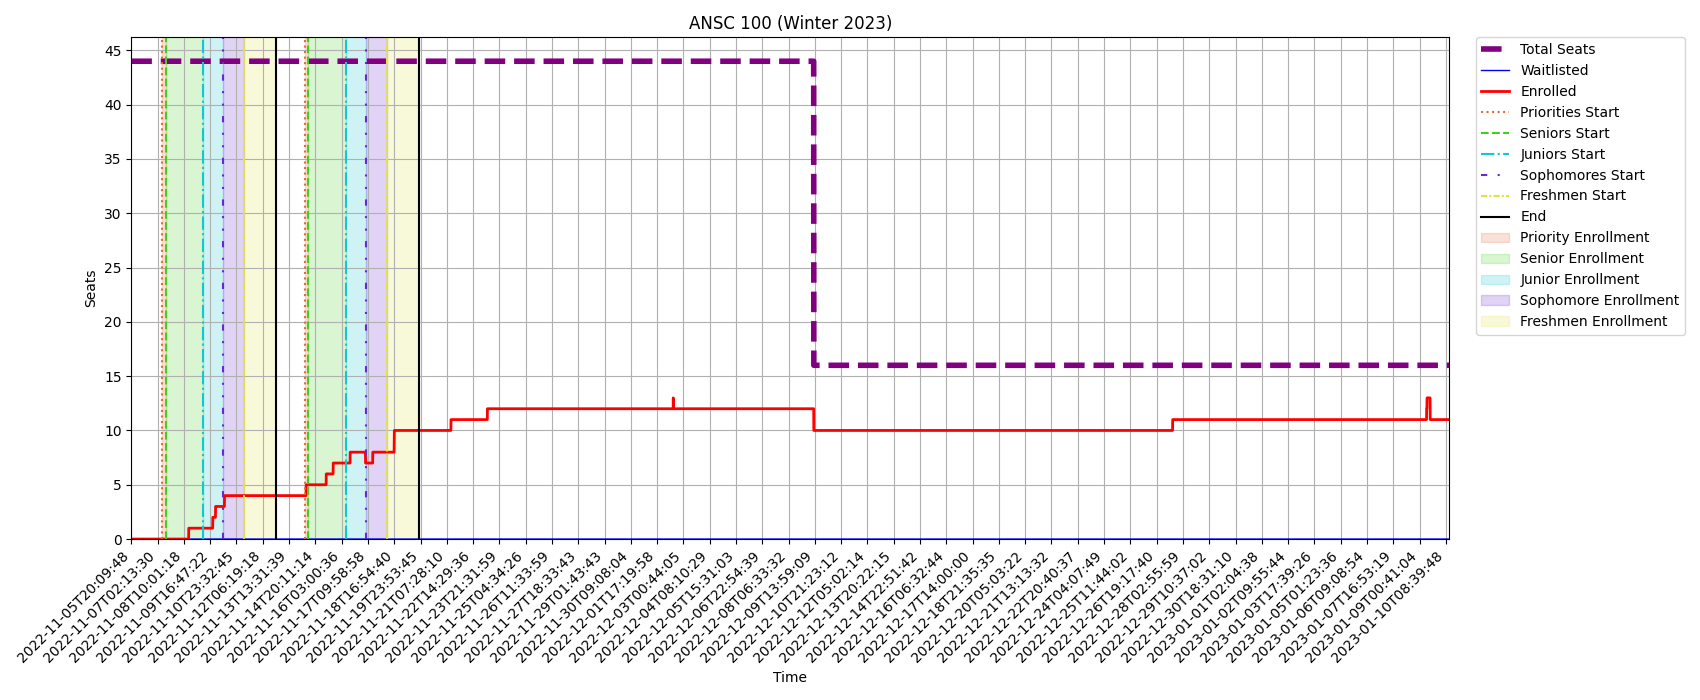 ANSC 100 (Winter 2023)
45
40
35
30
25
20
15
10
5
0
Seats
2022-11-05T20:09:48
2022-11-07T02:13:30
2022-11-08T10:01:18
2022-11-09T16:47:22
2022-11-10T23:32:45
2022-11-12T06:19:18
2022-11-13T13:31:39
2022-11-14T20:11:14
2022-11-16T03:00:36
2022-11-17T09:58:58
2022-11-18T16:54:40
2022-11-19T23:53:45
2022-11-21T07:28:10
2022-11-22T14:29:36
2022-11-23T21:31:59
2022-11-25T04:34:26
2022-11-26T11:33:59
2022-11-27T18:33:43
2022-11-29T01:43:43
2022-11-30T09:08:04
2022-12-01T17:19:58
2022-12-03T00:44:05
2022-12-04T08:10:29
2022-12-05T15:31:03
2022-12-06T22:54:39
2022-12-08T06:33:32
2022-12-09T13:59:09
2022-12-10T21:23:12
2022-12-12T05:02:14
2022-12-13T12:22:15
2022-12-14T22:51:42
2022-12-16T06:32:44
2022-12-17T14:00:00
2022-12-18T21:35:35
2022-12-20T05:03:22
2022-12-21T13:13:32
2022-12-22T20:40:37
2022-12-24T04:07:49
2022-12-25T11:44:02
2022-12-26T19:17:40
2022-12-28T02:55:59
2022-12-29T10:37:02
2022-12-30T18:31:10
2023-01-01T02:04:38
2023-01-02T09:55:44
2023-01-03T17:39:26
2023-01-05T01:23:36
2023-01-06T09:08:54
2023-01-07T16:53:19
2023-01-09T00:41:04
2023-01-10T08:39:48
Time
Total Seats
Waitlisted
Enrolled
Priorities Start
Seniors Start
Juniors Start
Sophomores Start
Freshmen Start
End
Priority Enrollment
Senior Enrollment
Junior Enrollment
Sophomore Enrollment
Freshmen Enrollment